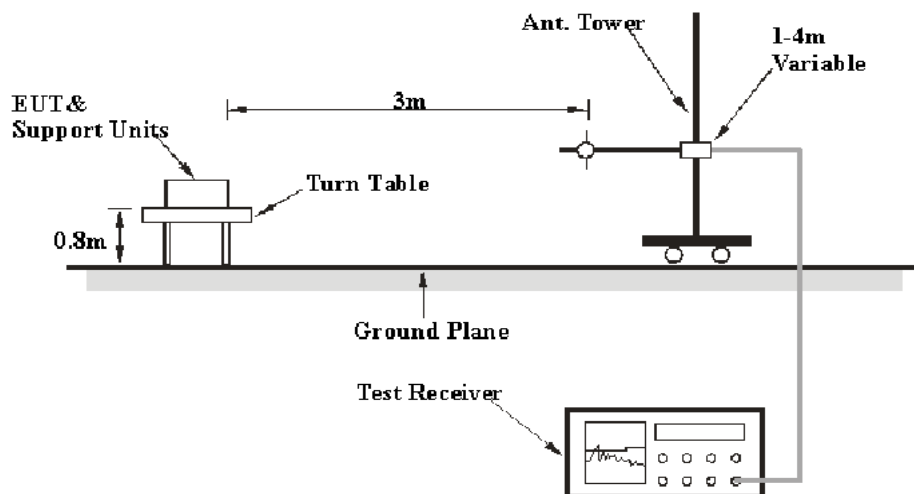 Ant. Tower
1-4m
Variable
3m
EUT&
Support Units
Turn Table
0.8m
Ground Plane
Test Receiver